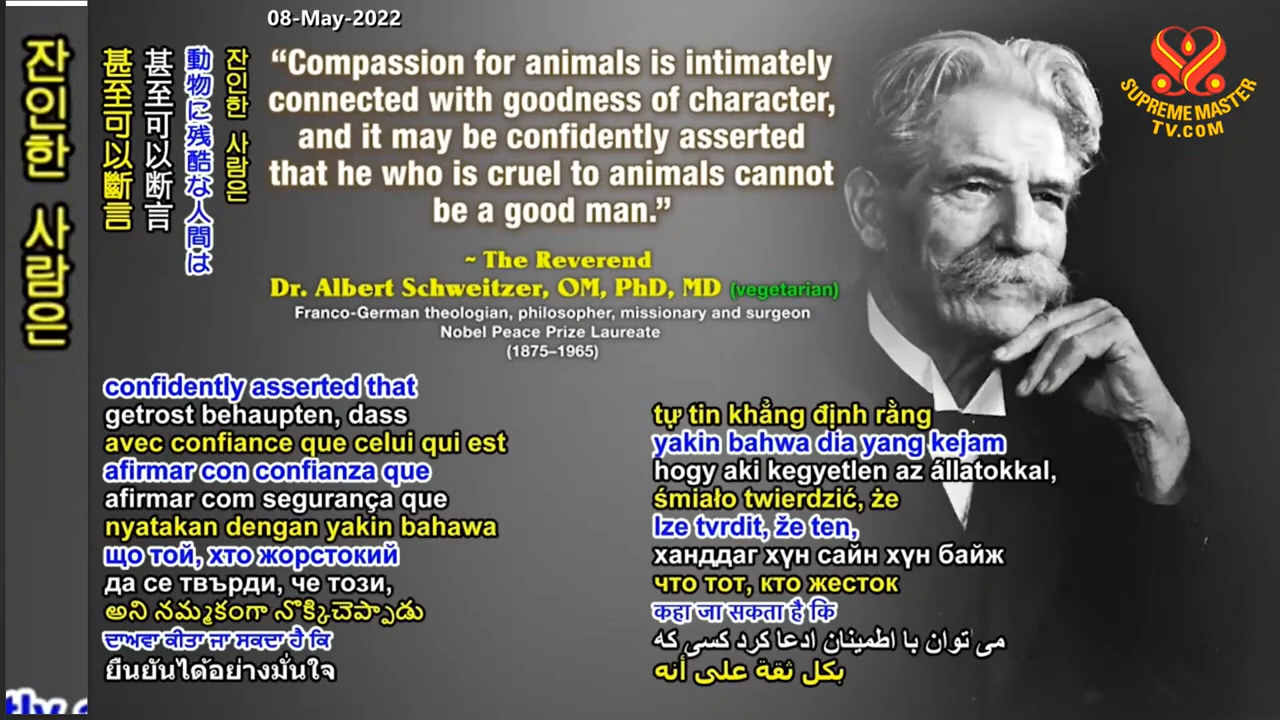 08-May-2022
잔인한 사람은
甚至可以斷言
甚至可以断言
動物に残酷な人間は
잔인한 사람은
“Compassion for animals is intimately
connected with goodness of character,
and it may be confidently asserted
that he who is cruel to animals cannot
be a good man.”
~ The Reverend
Dr. Albert Schweitzer, OM, PhD, MD (vegetarian)
Franco-German theologian, philosopher, missionary and surgeon
Nobel Peace Prize Laureate
(1875–1965)
SUPREME MASTER
TV.COM
confidently asserted that
getrost behaupten, dass
avec confiance que celui qui est
afirmar con confianza que
afirmar com segurança que
nyatakan dengan yakin bahawa
що той, хто жорстокий
да се твърди, че този,
అని నమ్మకంగా నొక్కిచెప్పాడు
ਦਾਅਵਾ ਕੀਤਾ ਜਾ ਸਕਦਾ ਹੈ ਕਿ
ยืนยันได้อย่างมั่นใจ
tự tin khẳng định rằng
yakin bahwa dia yang kejam
hogy aki kegyetlen az állatokkal,
śmiało twierdzić, że
lze tvrdit, že ten,
ханддаг хүн сайн хүн байж
что тот, кто жесток
कहा जा सकता है कि
می توان با اطمینان ادعا کرد کسی که
بكل ثقة على أنه